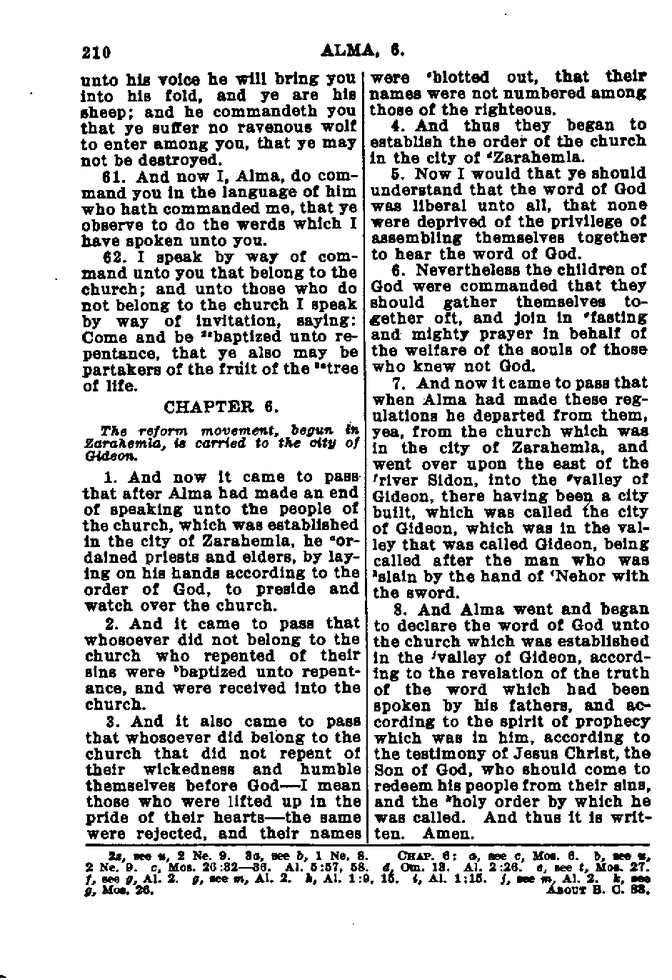 210
ALMA, 6.
unto his voice he will bring you
into his fold, and ye are his
sheep; and he commandeth you
that ye suffer no ravenous wolf
to enter among you, that ye may
not be destroyed.
61. And now I, Alma, do com-
mand you in the language of him
who hath commanded me, that ye
observe to do the words which I
have spoken unto you.
62. I speak by way of com-
mand unto you that belong to the
church; and unto those who do
not belong to the church I speak
by way of invitation, saying:
Come and be ²ᶻbaptized unto re-
pentance, that ye also may be
partakers of the fruit of the ³ᵃtree
of life.
CHAPTER 6.
The reform movement, begun in
Zarahemla, is carried to the city of
Gideon.
1. And now it came to pass
that after Alma had made an end
of speaking unto the people of
the church, which was established
in the city of Zarahemla, he ᵃor-
dained priests and elders, by lay-
ing on his hands according to the
order of God, to preside and
watch over the church.
2. And it came to pass that
whosoever did not belong to the
church who repented of their
sins were ᵇbaptized unto repent-
ance, and were received into the
church.
3. And it also came to pass
that whosoever did belong to the
church that did not repent of
their wickedness and humble
themselves before God—I mean
those who were lifted up in the
pride of their hearts—the same
were rejected, and their names
were ᶜblotted out, that their
names were not numbered among
those of the righteous.
4. And thus they began to
establish the order of the church
in the city of ᵈZarahemla.
5. Now I would that ye should
understand that the word of God
was liberal unto all, that none
were deprived of the privilege of
assembling themselves together
to hear the word of God.
6. Nevertheless the children of
God were commanded that they
should gather themselves to-
gether oft, and join in ᵉfasting
and mighty prayer in behalf of
the welfare of the souls of those
who knew not God.
7. And now it came to pass that
when Alma had made these reg-
ulations he departed from them,
yea, from the church which was
in the city of Zarahemla, and
went over upon the east of the
ᶠriver Sidon, into the ᵍvalley of
Gideon, there having been a city
built, which was called the city
of Gideon, which was in the val-
ley that was called Gideon, being
called after the man who was
ʰslain by the hand of ⁱNehor with
the sword.
8. And Alma went and began
to declare the word of God unto
the church which was established
in the ʲvalley of Gideon, accord-
ing to the revelation of the truth
of the word which had been
spoken by his fathers, and ac-
cording to the spirit of prophecy
which was in him, according to
the testimony of Jesus Christ, the
Son of God, who should come to
redeem his people from their sins,
and the ᵏholy order by which he
was called. And thus it is writ-
ten. Amen.
2z, see u, 2 Ne. 9. 3a, see b, 1 Ne. 8. CHAP. 6: a, see c, Mos. 6. b, see u,
2 Ne. 9. c, Mos. 26:32—36. Al. 5:57, 58. d, Om. 13. Al. 2:26. e, see t, Mos. 27.
f, see g, Al. 2. g, see m, Al. 2. h, Al. 1:9, 15. i, Al. 1:15. j, see m, Al. 2. k, see
g, Mos. 26. ABOUT B. C. 83.